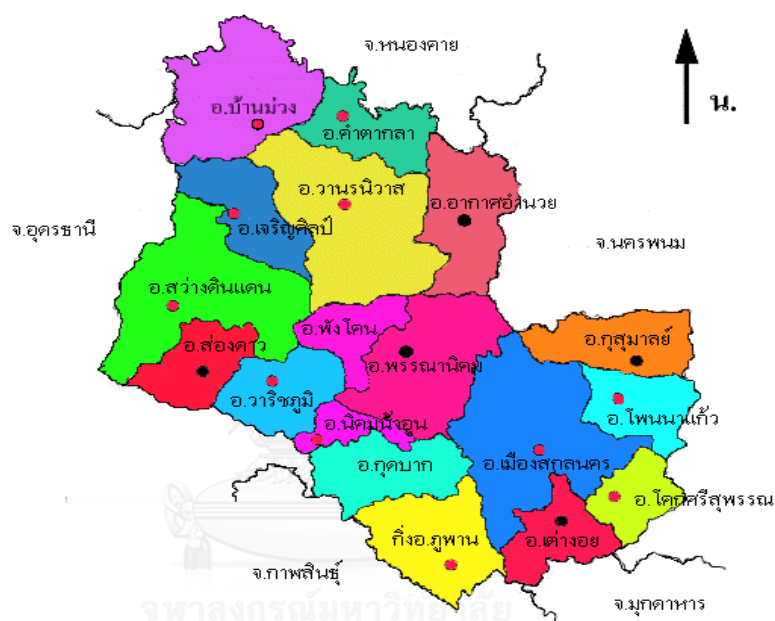 จ.หนองคาย
น.
อ.บ้านม่วง
อ.คำตากลา
อ.วานรนิวาส
อ.อากาศอำนวย
จ.อุดรธานี
อ.เจริญศิลป์
จ.นครพนม
อ.สว่างดินแดน
อ.พังโคน
อ.ส่องดาว
อ.พรรณานิคม
อ.กุสุมาลย์
อ.วาริชภูมิ
อ.นิคมน้ำอูน
อ.โพนนาแก้ว
อ.กุดบาก
อ.เมืองสกลนคร
อ.โคกศรีสุพรรณ
กิ่งอ.ภูพาน
อ.เต่างอย
จ.กาฬสินธุ์
จ.มุกดาหาร
จุฬาลงกรณ์มหาวิทยาลัย